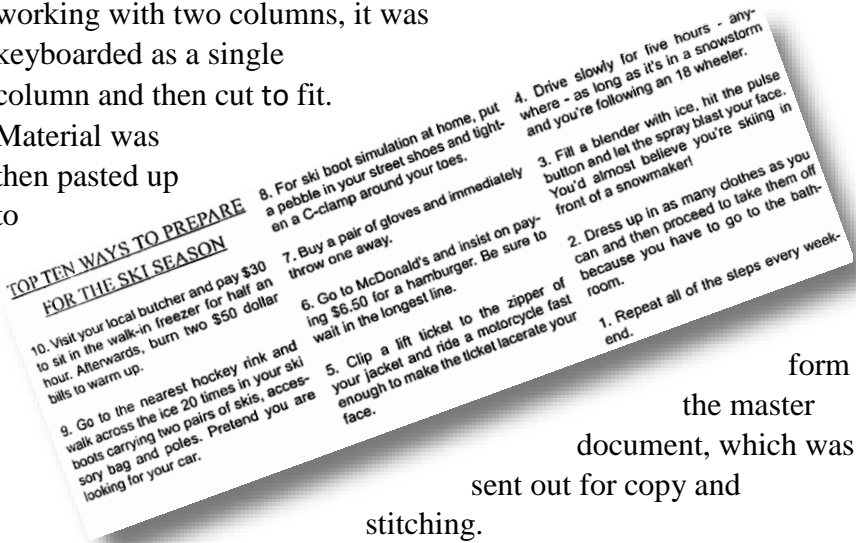 working with two columns, it was
keyboarded as a single
column and then cut to fit.
Material was
then pasted up
to
TOP TEN WAYS TO PREPARE
FOR THE SKI SEASON
10. Visit your local butcher and pay $30
to sit in the walk-in freezer for half an
hour. Afterwards, burn two $50 dollar
bills to warm up.
9. Go to the nearest hockey rink and
walk across the ice 20 times in your ski
boots carrying two pairs of skis, acces-
sory bag and poles. Pretend you are
looking for your car.
8. For ski boot simulation at home, put
a pebble in your street shoes and tight-
en a C-clamp around your toes.
7. Buy a pair of gloves and immediately
throw one away.
6. Go to McDonald's and insist on pay-
ing $6.50 for a hamburger. Be sure to
wait in the longest line.
5. Clip a lift ticket to the zipper of
your jacket and ride a motorcycle fast
enough to make the ticket lacerate your
face.
4. Drive slowly for five hours - any-
where - as long as it's in a snowstorm
and you're following an 18 wheeler.
3. Fill a blender with ice, hit the pulse
button and let the spray blast your face.
You'd almost believe you're skiing in
front of a snowmaker!
2. Dress up in as many clothes as you
can and then proceed to take them off
because you have to go to the bath-
room.
1. Repeat all of the steps every week-
end.
form
the master
document, which was
sent out for copy and
stitching.